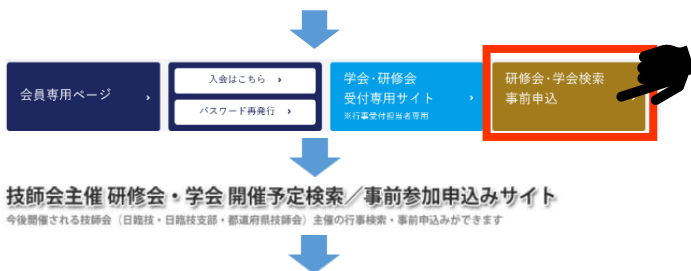 会員専用ページ ›
入会はこちら ›
パスワード再発行 ›
学会・研修会
受付専用サイト ›
※行事受付担当者専用
研修会・学会検索
事前申込
技師会主催 研修会・学会 開催予定検索／事前参加申込みサイト
今後開催される技師会（日臨技・日臨技支部・都道府県技師会）主催の行事検索・事前申込みができます